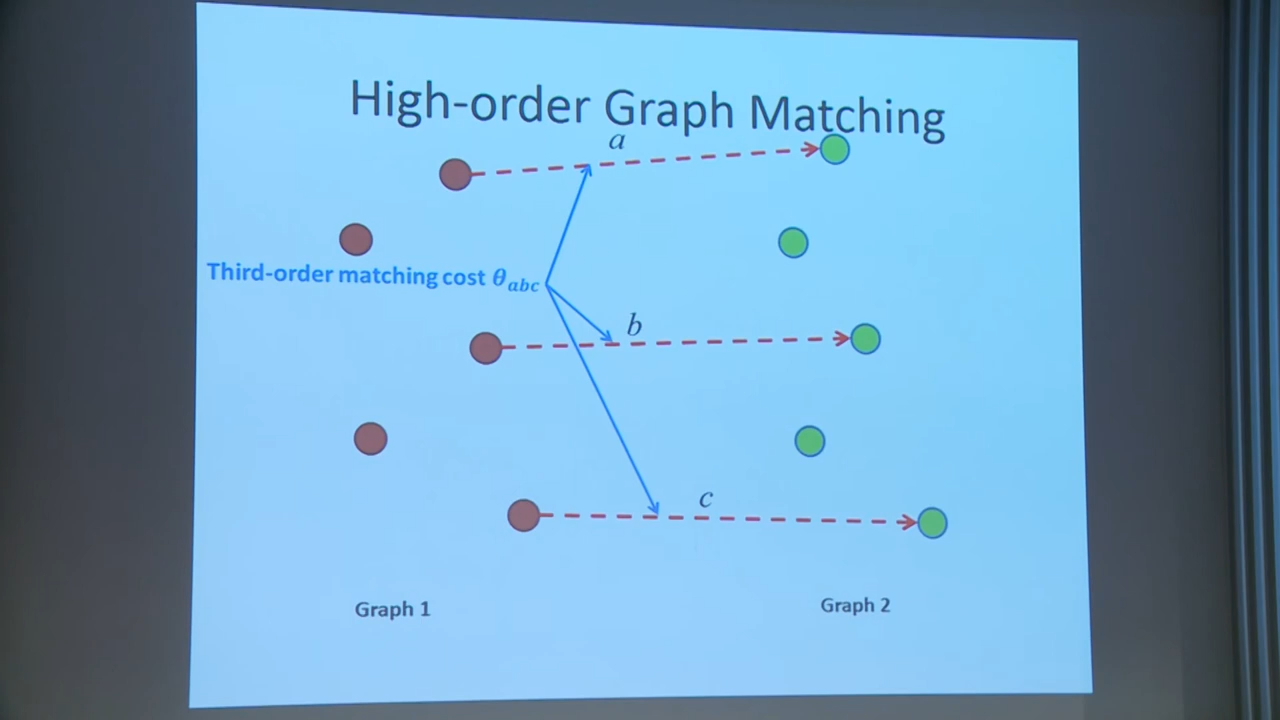 High-order Graph Matching
a
Third-order matching cost θabc
b
c
Graph 1
Graph 2